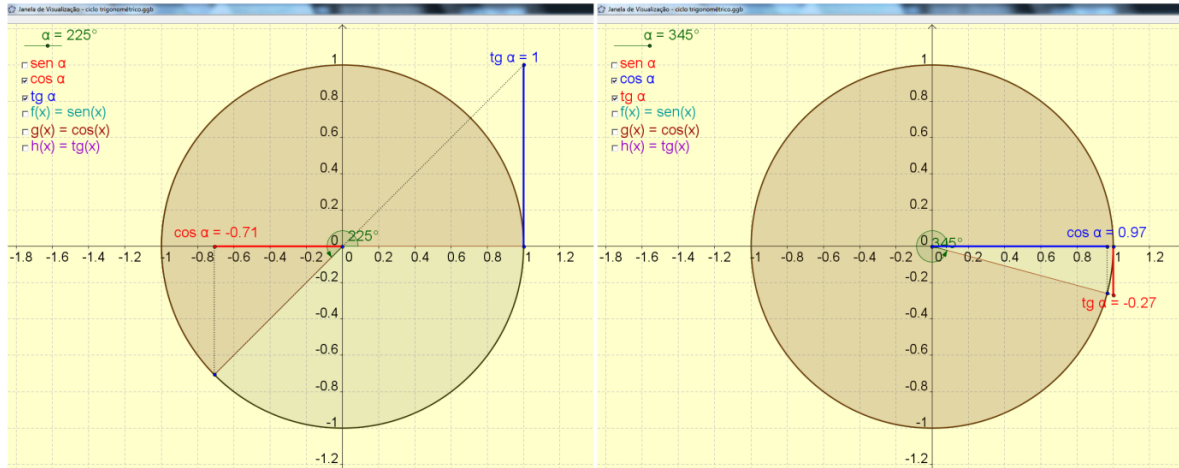 Janela de Visualização - ciclo trigonométrico.ggb
α = 225°
sen α
cos α
tg α
f(x) = sen(x)
g(x) = cos(x)
h(x) = tg(x)
tg α = 1
1
0.8
0.6
0.4
0.2
0
cos α = -0.71
225°
-1.8 -1.6 -1.4 -1.2 -1 -0.8 -0.6 -0.4 -0.2 0 0.2 0.4 0.6 0.8 1 1.2
-0.2
-0.4
-0.6
-0.8
-1
-1.2
Janela de Visualização - ciclo trigonométrico.ggb
α = 345°
sen α
cos α
tg α
f(x) = sen(x)
g(x) = cos(x)
h(x) = tg(x)
1
0.8
0.6
0.4
0.2
0
cos α = 0.97
345°
-1.8 -1.6 -1.4 -1.2 -1 -0.8 -0.6 -0.4 -0.2 0 0.2 0.4 0.6 0.8 1 1.2
tg α = -0.27
-0.2
-0.4
-0.6
-0.8
-1
-1.2